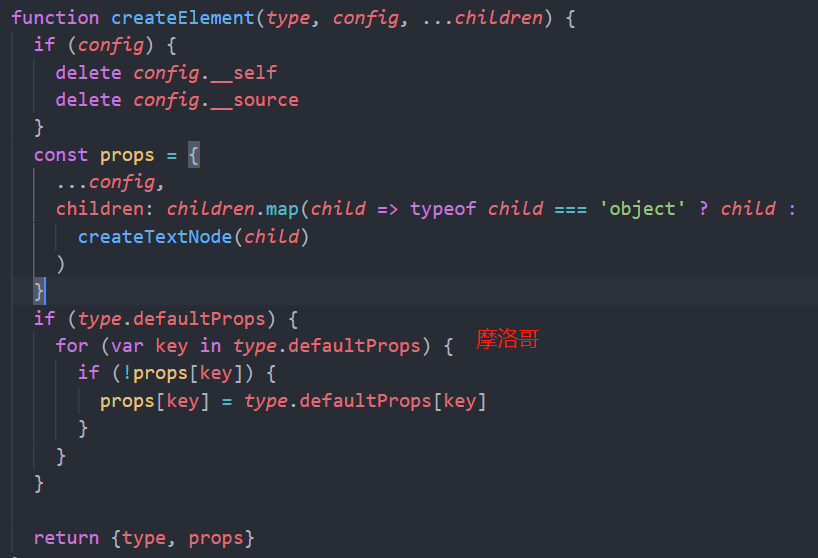 function createElement(type, config, ...children) {
  if (config) {
    delete config.__self
    delete config.__source
  }
  const props = {
    ...config,
    children: children.map(child => typeof child === 'object' ? child :
      createTextNode(child)
    )
  }
  if (type.defaultProps) {
    for (var key in type.defaultProps) { 摩洛哥
      if (!props[key]) {
        props[key] = type.defaultProps[key]
      }
    }
  }
  return {type, props}